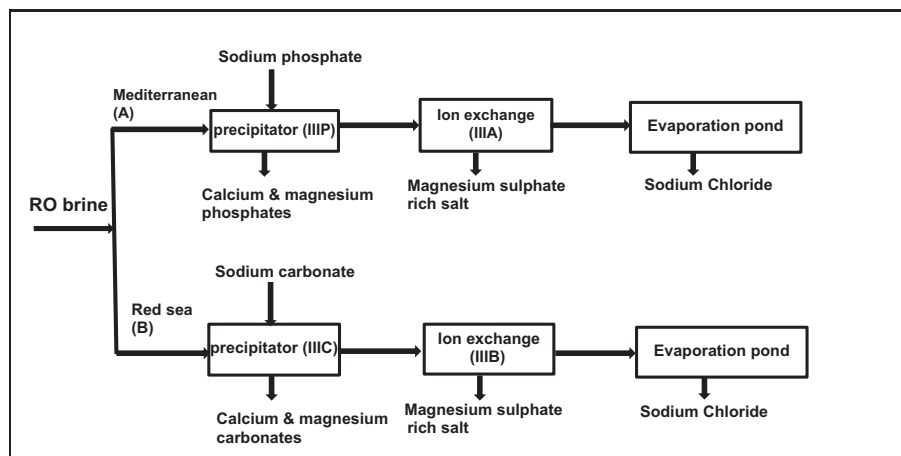 Sodium phosphate
Mediterranean
(A)
precipitator (IIIP)
Ion exchange
(IIIA)
Evaporation pond
Calcium & magnesium
phosphates
Magnesium sulphate
rich salt
Sodium Chloride
RO brine
Sodium carbonate
Red sea
(B)
precipitator (IIIC)
Ion exchange
(IIIB)
Evaporation pond
Calcium & magnesium
carbonates
Magnesium sulphate
rich salt
Sodium Chloride